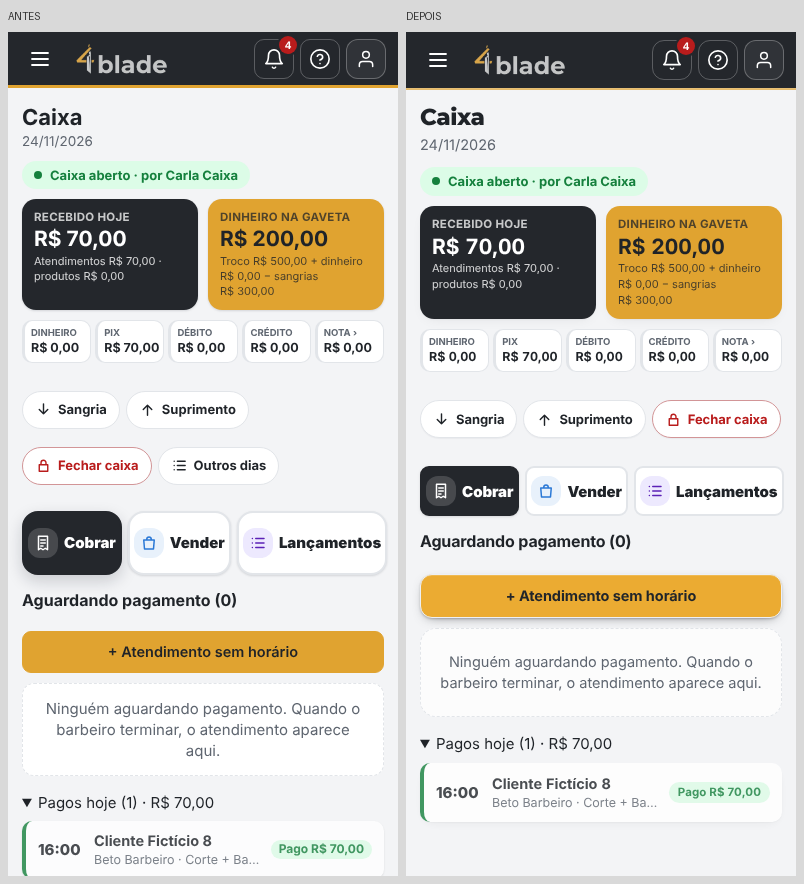 ANTES
4blade
4
Caixa
24/11/2026
Caixa aberto · por Carla Caixa
RECEBIDO HOJE
R$ 70,00
Atendimentos R$ 70,00 ·
produtos R$ 0,00
DINHEIRO NA GAVETA
R$ 200,00
Troco R$ 500,00 + dinheiro
R$ 0,00 − sangrias
R$ 300,00
DINHEIRO
R$ 0,00
PIX
R$ 70,00
DÉBITO
R$ 0,00
CRÉDITO
R$ 0,00
NOTA ›
R$ 0,00
Sangria
Suprimento
Fechar caixa
Outros dias
Cobrar
Vender
Lançamentos
Aguardando pagamento (0)
+ Atendimento sem horário
Ninguém aguardando pagamento. Quando o
barbeiro terminar, o atendimento aparece
aqui.
▼ Pagos hoje (1) · R$ 70,00
16:00
Cliente Fictício 8
Beto Barbeiro · Corte + Ba...
Pago R$ 70,00
DEPOIS
4blade
4
Caixa
24/11/2026
Caixa aberto · por Carla Caixa
RECEBIDO HOJE
R$ 70,00
Atendimentos R$ 70,00 ·
produtos R$ 0,00
DINHEIRO NA GAVETA
R$ 200,00
Troco R$ 500,00 + dinheiro
R$ 0,00 − sangrias
R$ 300,00
DINHEIRO
R$ 0,00
PIX
R$ 70,00
DÉBITO
R$ 0,00
CRÉDITO
R$ 0,00
NOTA ›
R$ 0,00
Sangria
Suprimento
Fechar caixa
Cobrar
Vender
Lançamentos
Aguardando pagamento (0)
+ Atendimento sem horário
Ninguém aguardando pagamento. Quando o
barbeiro terminar, o atendimento aparece aqui.
▼ Pagos hoje (1) · R$ 70,00
16:00
Cliente Fictício 8
Beto Barbeiro · Corte + Ba...
Pago R$ 70,00